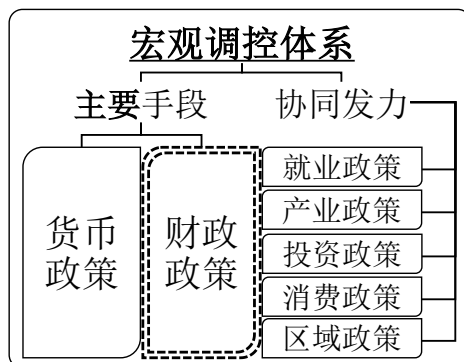 宏观调控体系
主要手段
协同发力
货币
政策
财政
政策
就业政策
产业政策
投资政策
消费政策
区域政策